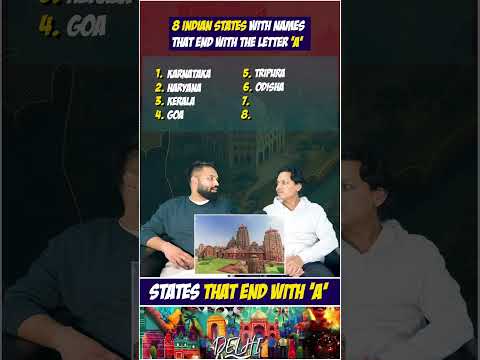 8 INDIAN STATES WITH NAMES
THAT END WITH THE LETTER "A"
1. KARNATAKA
2. HARYANA
3. KERALA
4. GOA
5. TRIPURA
6. ODISHA
7.
8.
STATES THAT END WITH "A"
DELHI
4. GOA